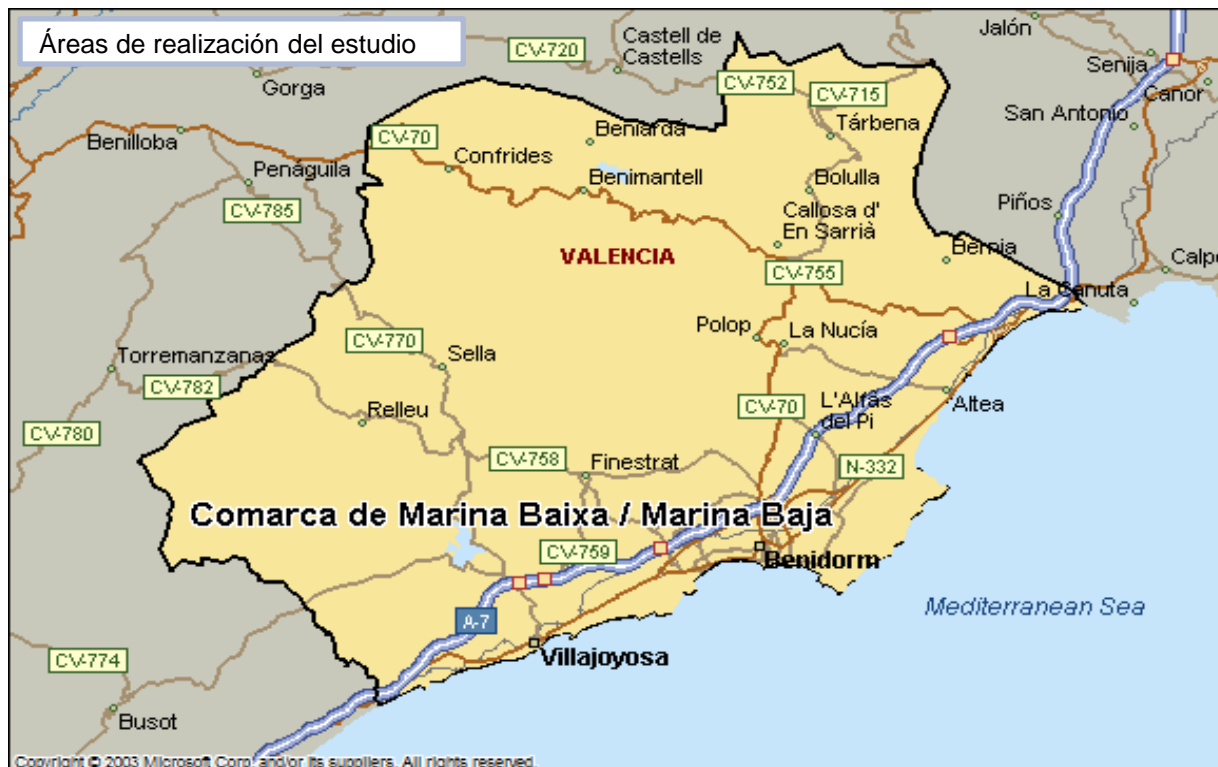 Áreas de realización del estudio
CV-720
Castell de
Castells
Jalón
Senija
Gorga
CV-752
CV-715
Canor
San Antonio
Benilloba
CV-70
Beniarda
Tárbena
Confrides
Penáguila
Benimantell
Bolulla
CV-785
Callosa d'
En Sarrià
Piños
VALENCIA
Bernia
CV-755
Calpe
La Canuta
Polop
La Nucía
CV-770
Torremanzanas
Sella
CV-782
Relleu
CV-70
L'Alfàs
del Pi
Altea
CV-780
CV-758
Finestrat
N-332
Comarca de Marina Baixa / Marina Baja
CV-759
Benidorm
Mediterranean Sea
A-7
CV-774
Villajoyosa
Busot
Copyright © 2003 Microsoft Corp. and/or its suppliers. All rights reserved.